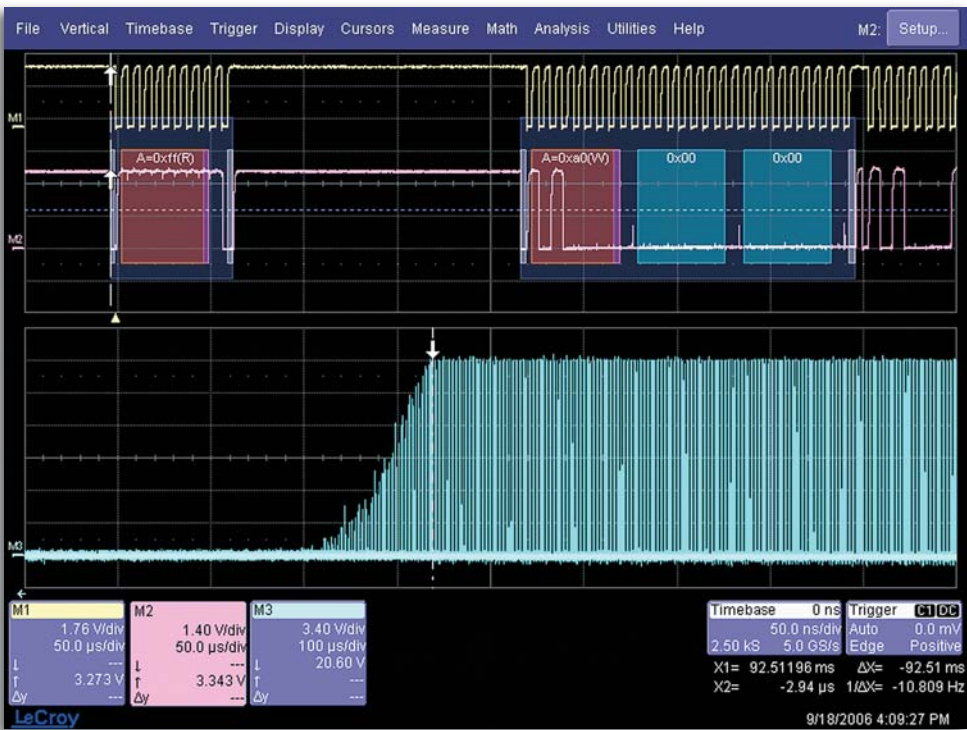 File Vertical Timebase Trigger Display Cursors Measure Math Analysis Utilities Help M2: Setup...
M1
A=0xff(R) A=0xa0(W) 0x00 0x00
M2
M3
M1 M2 M3
1.76 V/div 1.40 V/div 3.40 V/div
50.0 µs/div 50.0 µs/div 100 µs/div
↓ --- ↓ --- ↓ 20.60 V
↑ 3.273 V ↑ 3.343 V ↑
Δy --- Δy --- Δy
Timebase 0 ns Trigger C1 DC
50.0 ns/div Auto 0.0 mV
2.50 kS 5.0 GS/s Edge Positive
X1= 92.51196 ms ΔX= -92.51 ms
X2= -2.94 µs 1/ΔX= -10.809 Hz
LeCroy
9/18/2006 4:09:27 PM